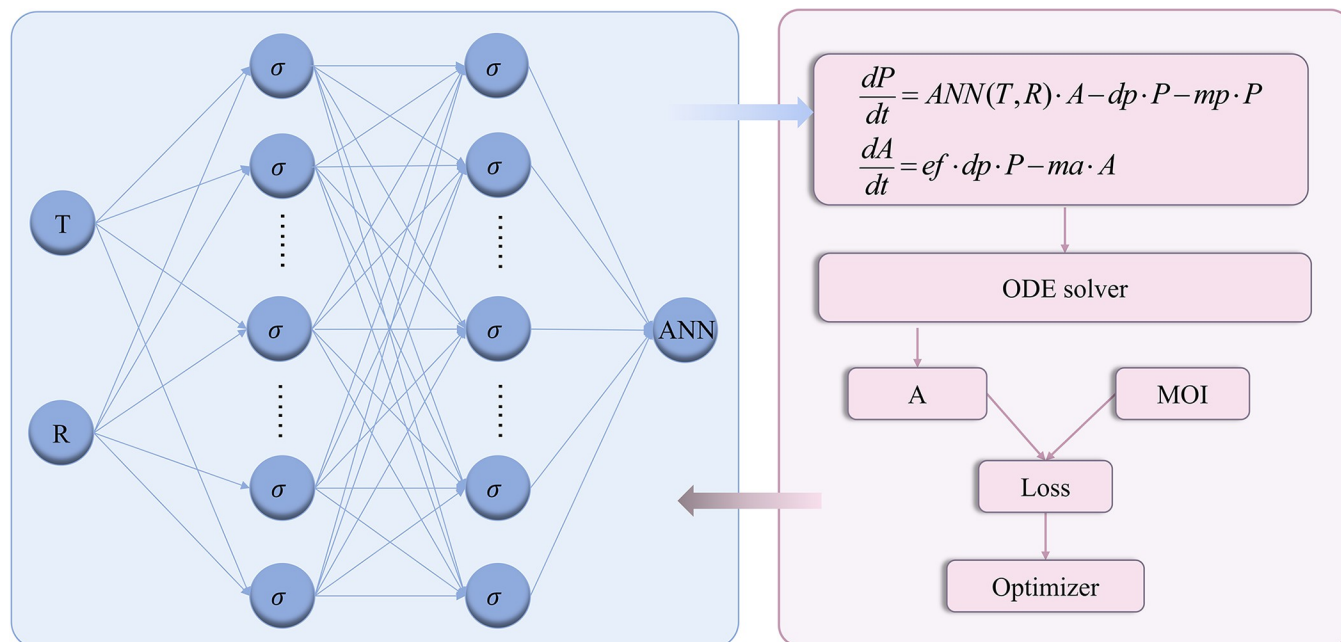 T
R
σ
σ
σ
σ
σ
σ
σ
σ
σ
σ
ANN
dP/dt = ANN(T,R)· A − dp · P − mp · P
dA/dt = ef · dp · P − ma · A
ODE solver
A
MOI
Loss
Optimizer